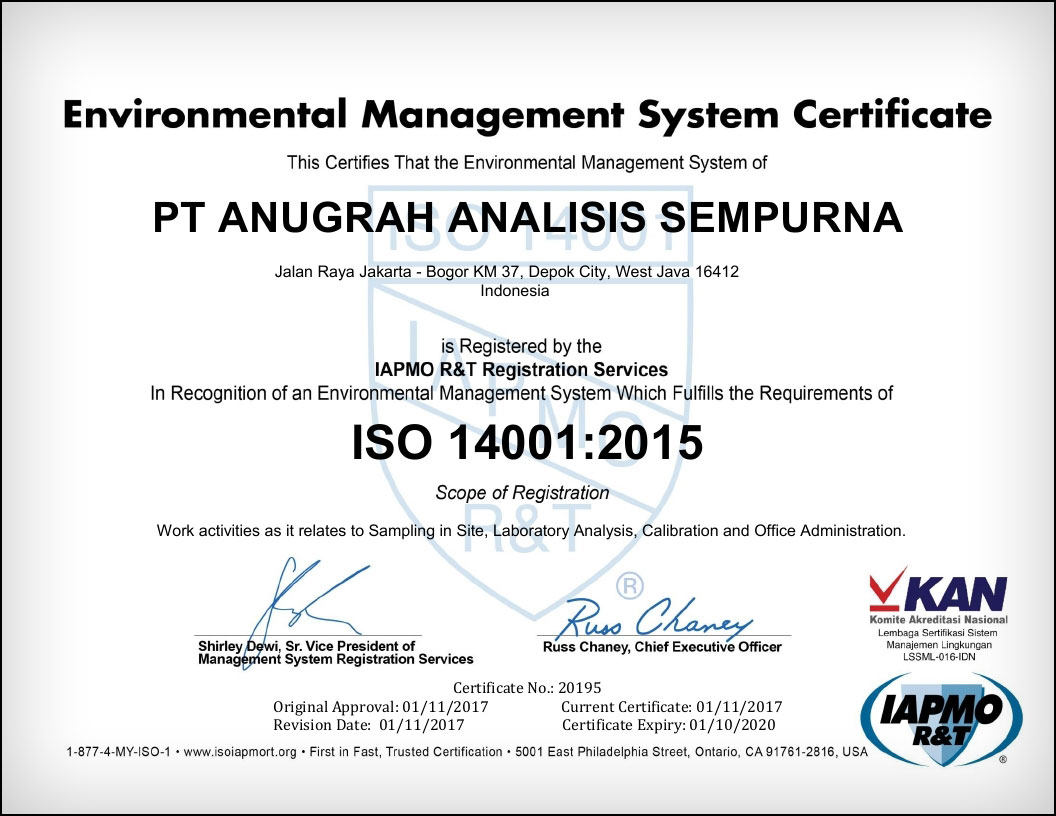 Environmental Management System Certificate
This Certifies That the Environmental Management System of
ISO 14001
PT ANUGRAH ANALISIS SEMPURNA
Jalan Raya Jakarta - Bogor KM 37, Depok City, West Java 16412
Indonesia
is Registered by the
IAPMO R&T Registration Services
In Recognition of an Environmental Management System Which Fulfills the Requirements of
IAPMO
ISO 14001:2015
Scope of Registration
R&T
Work activities as it relates to Sampling in Site, Laboratory Analysis, Calibration and Office Administration.
®
Russ Chaney
Shirley Dewi, Sr. Vice President of
Management System Registration Services
Russ Chaney, Chief Executive Officer
KAN
Komite Akreditasi Nasional
Lembaga Sertifikasi Sistem
Manajemen Lingkungan
LSSML-016-IDN
Certificate No.: 20195
Original Approval: 01/11/2017 Current Certificate: 01/11/2017
Revision Date: 01/11/2017 Certificate Expiry: 01/10/2020
IAPMO
R&T
®
1-877-4-MY-ISO-1 • www.isoiapmort.org • First in Fast, Trusted Certification • 5001 East Philadelphia Street, Ontario, CA 91761-2816, USA